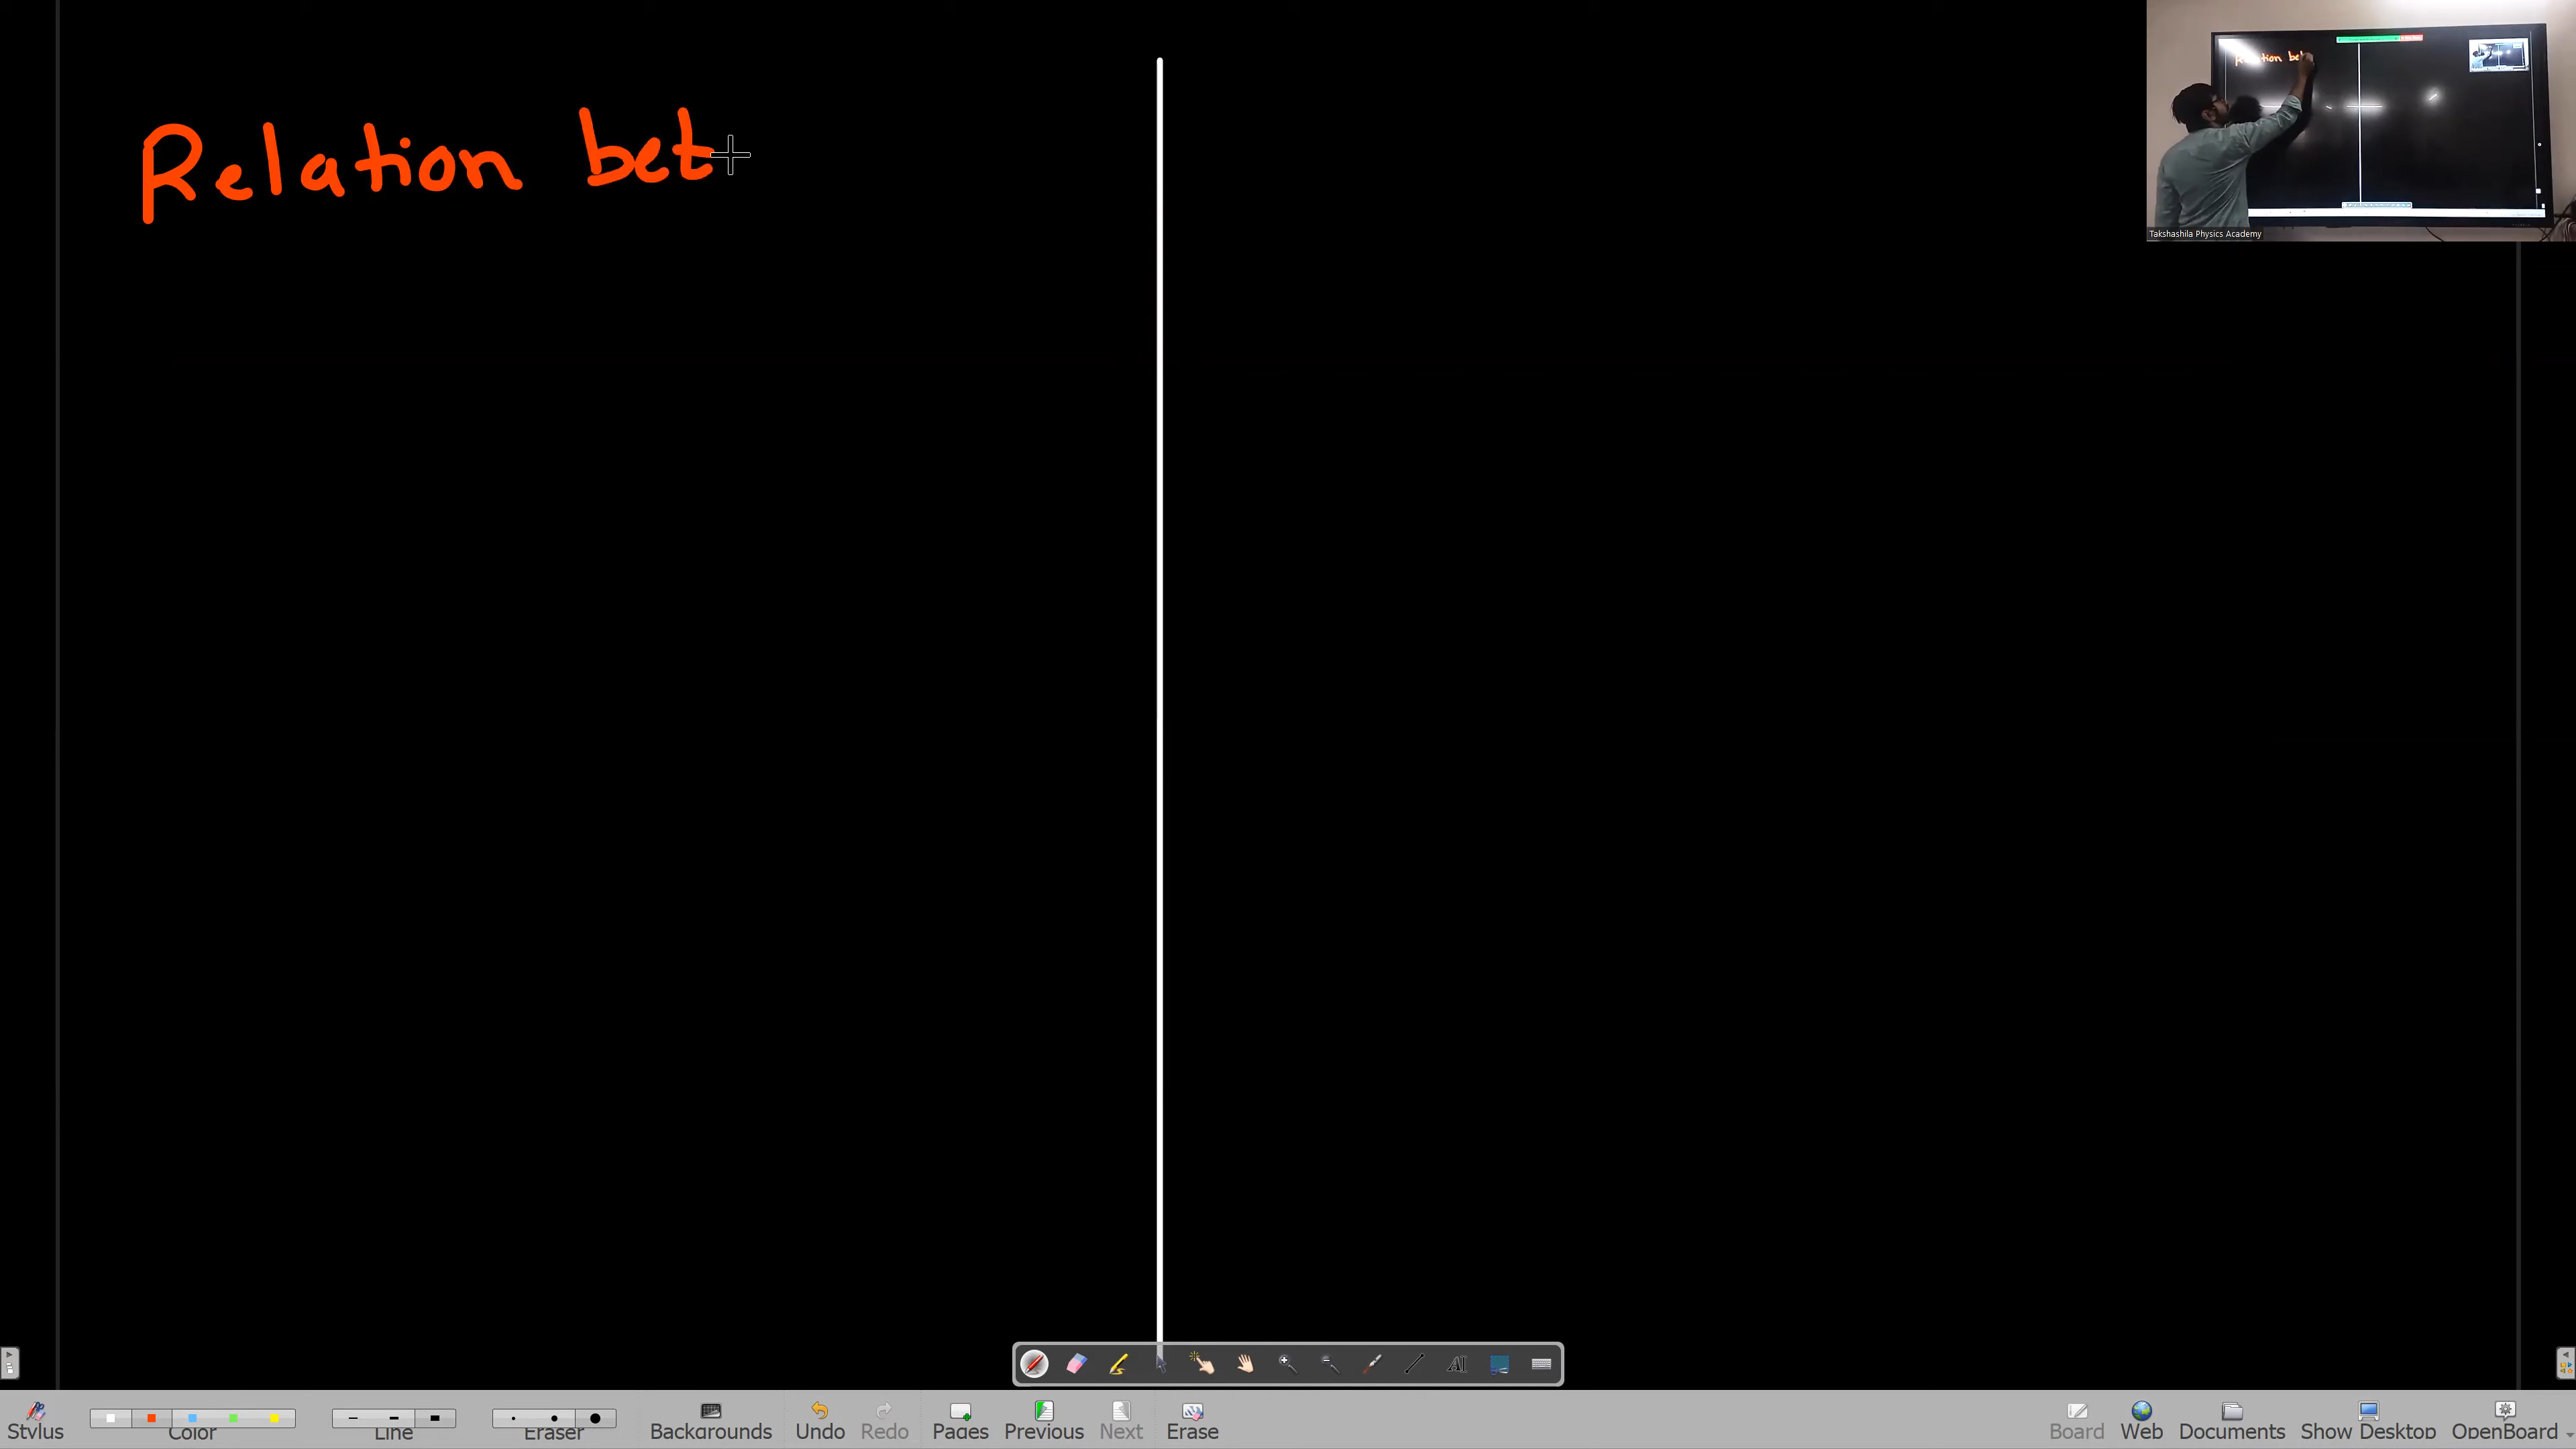 Relation bet
Takshashila Physics Academy
Stylus
Color
Line
Eraser
Backgrounds
Undo
Redo
Pages
Previous
Next
Erase
Board
Web
Documents
Show Desktop
OpenBoard